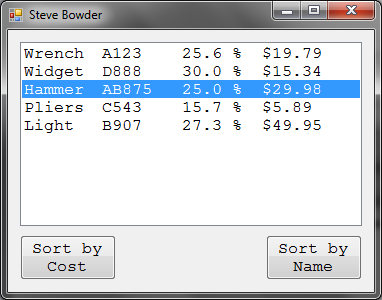 Steve Bowder
Wrench A123 25.6 % $19.79
Widget D888 30.0 % $15.34
Hammer AB875 25.0 % $29.98
Pliers C543 15.7 % $5.89
Light B907 27.3 % $49.95
Sort by
Cost
Sort by
Name